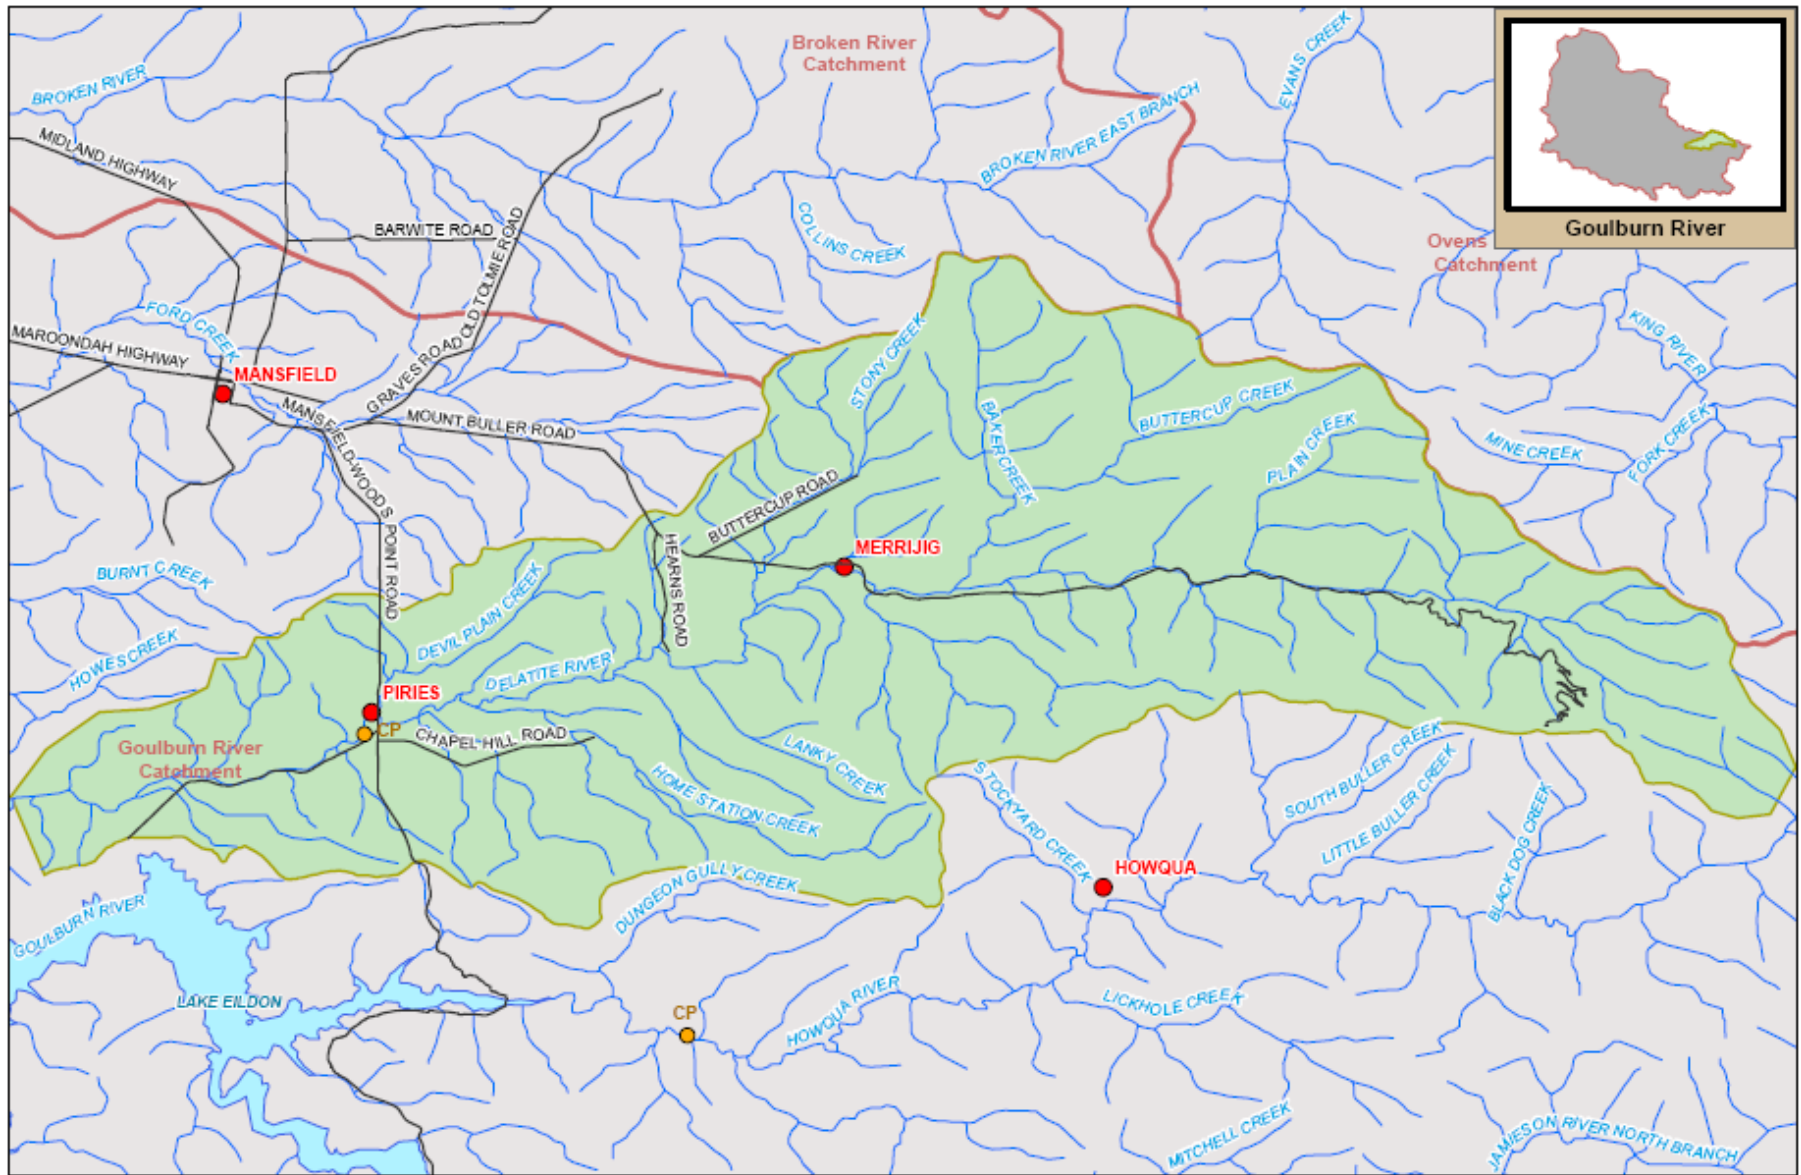 Broken River
Catchment
EVANS CREEK
BROKEN RIVER
BROKEN RIVER EAST BRANCH
MIDLAND HIGHWAY
Goulburn River
BARWITE ROAD
COLLINS CREEK
Ovens
Catchment
OLD TOLMIE ROAD
FORD CREEK
MAROONDAH HIGHWAY
KING RIVER
MANSFIELD
GRAVES ROAD
STONY CREEK
MANSFIELD-WOODS POINT ROAD
MOUNT BULLER ROAD
BAKER CREEK
BUTTERCUP CREEK
PLAIN CREEK
MINE CREEK
FORK CREEK
BUTTERCUP ROAD
HEARNS ROAD
MERRIJIG
BURNT CREEK
DEVIL PLAIN CREEK
HOWES CREEK
DELATITE RIVER
PIRIES
CP
CHAPEL HILL ROAD
Goulburn River
Catchment
LANKY CREEK
HOME STATION CREEK
STOCKYARD CREEK
SOUTH BULLER CREEK
LITTLE BULLER CREEK
BLACK DOG CREEK
HOWQUA
DUNGEON GULLY CREEK
GOULBURN RIVER
LAKE EILDON
CP
HOWQUA RIVER
LICKHOLE CREEK
MITCHELL CREEK
JAMIESON RIVER NORTH BRANCH